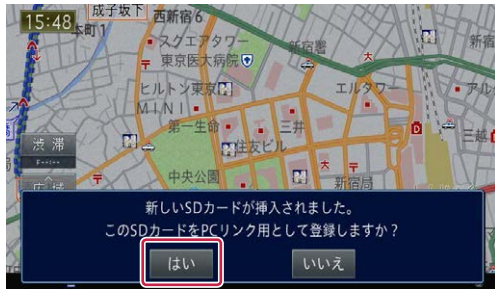 15:48
成子坂下
西新宿6
本町1
スクエアタワー
東京医大病院
新宿署
新宿
ヒルトン東京
エルタワー
アル
MINI
第一生命
三井
住友ビル
三越
渋滞
中央公園
新宿局
広域
新しいSDカードが挿入されました。
このSDカードをPCリンク用として登録しますか?
はい
いいえ